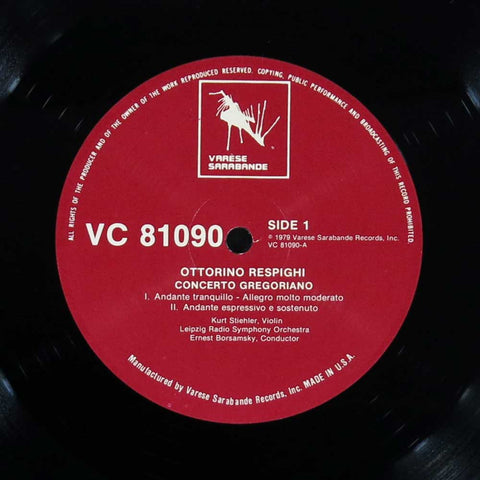 ALL RIGHTS OF THE PRODUCER AND OF THE OWNER OF THE WORK REPRODUCED RESERVED. COPYING, PUBLIC PERFORMANCE AND BROADCASTING OF THIS RECORD PROHIBITED.
VARÈSE
SARABANDE
VC 81090
SIDE 1
℗ 1979 Varese Sarabande Records, Inc.
VC 81090-A
OTTORINO RESPIGHI
CONCERTO GREGORIANO
I. Andante tranquillo - Allegro molto moderato
II. Andante espressivo e sostenuto
Kurt Stiehler, Violin
Leipzig Radio Symphony Orchestra
Ernest Borsamsky, Conductor
Manufactured by Varese Sarabande Records, Inc. MADE IN U.S.A.